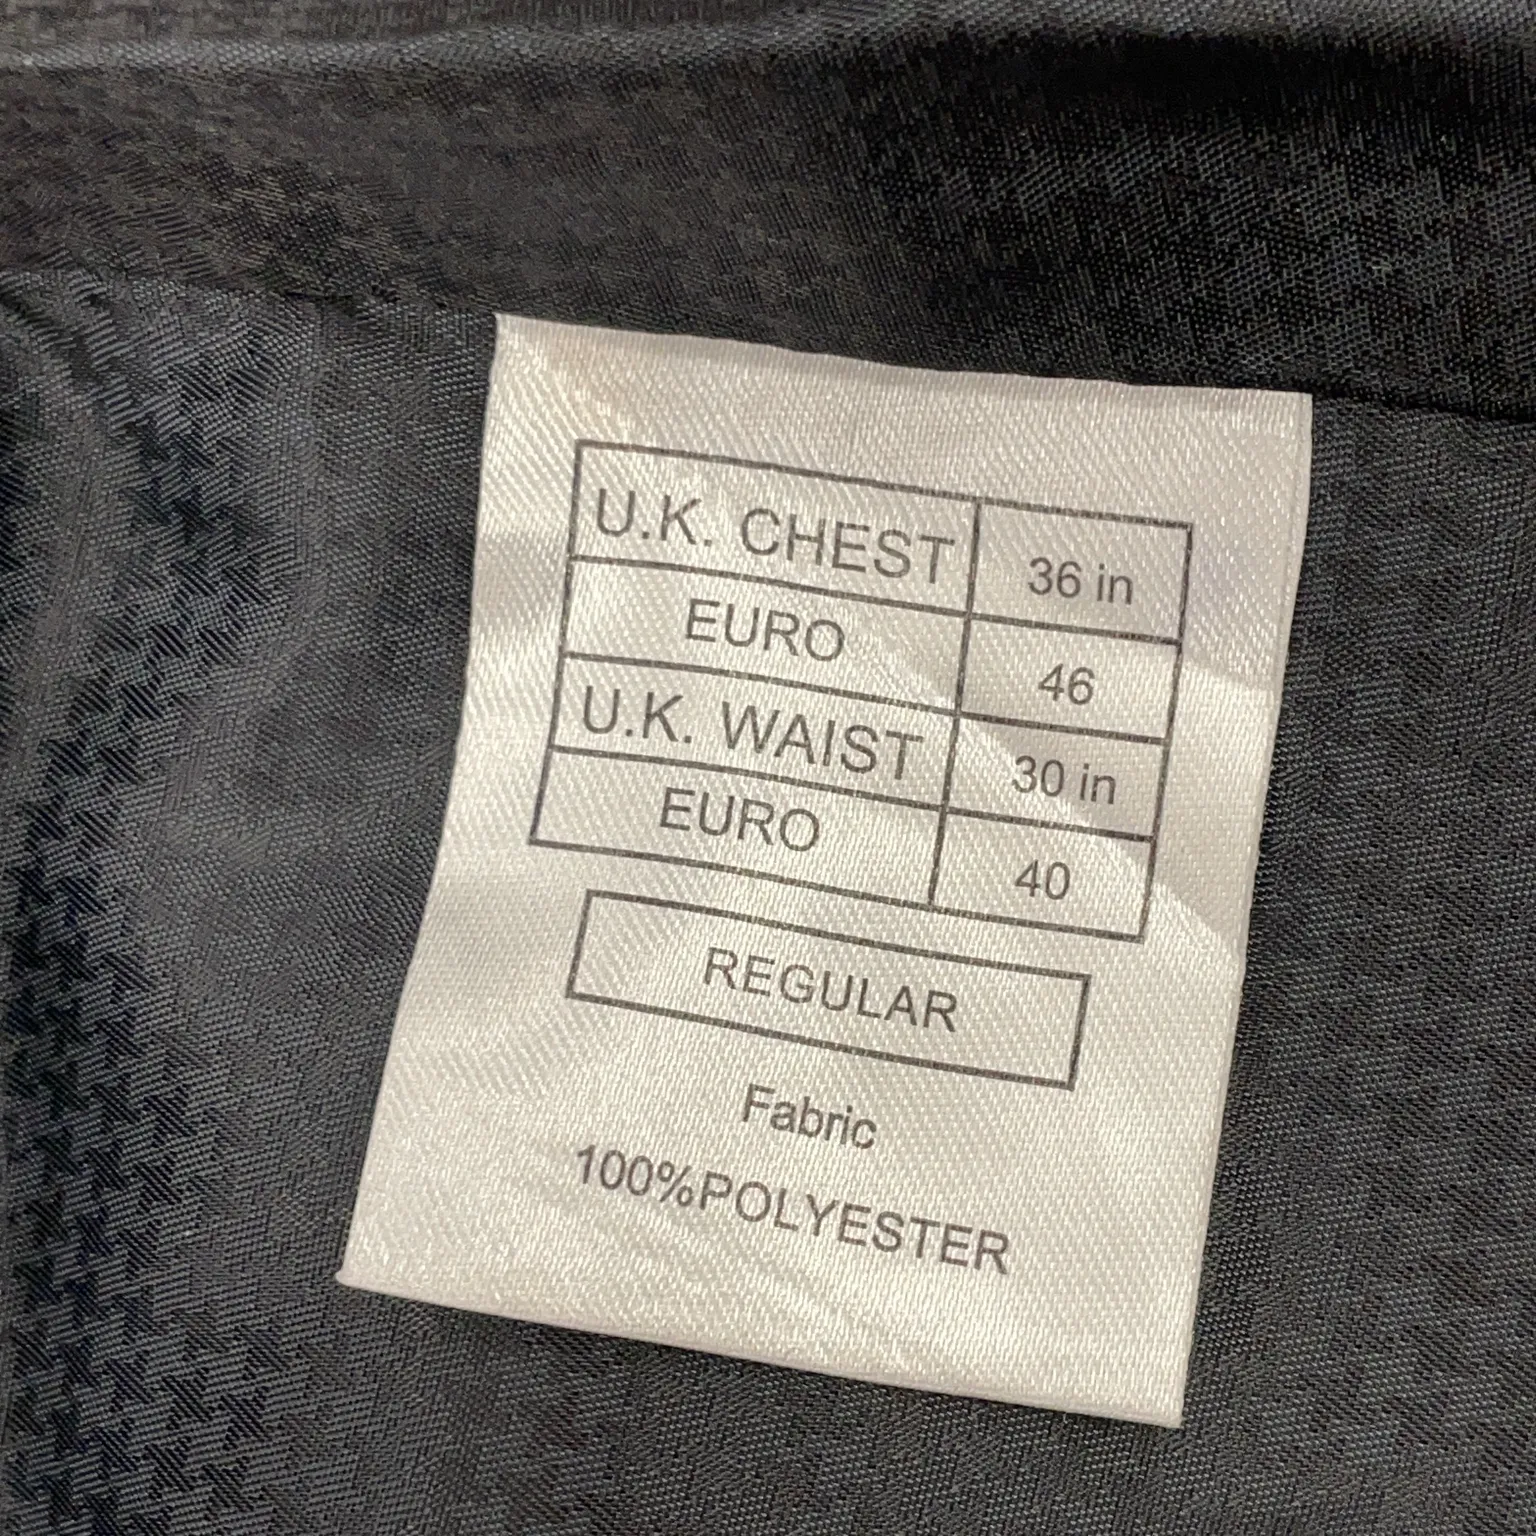 U.K. CHEST 36 in
EURO 46
U.K. WAIST 30 in
EURO 40
REGULAR
Fabric
100%POLYESTER